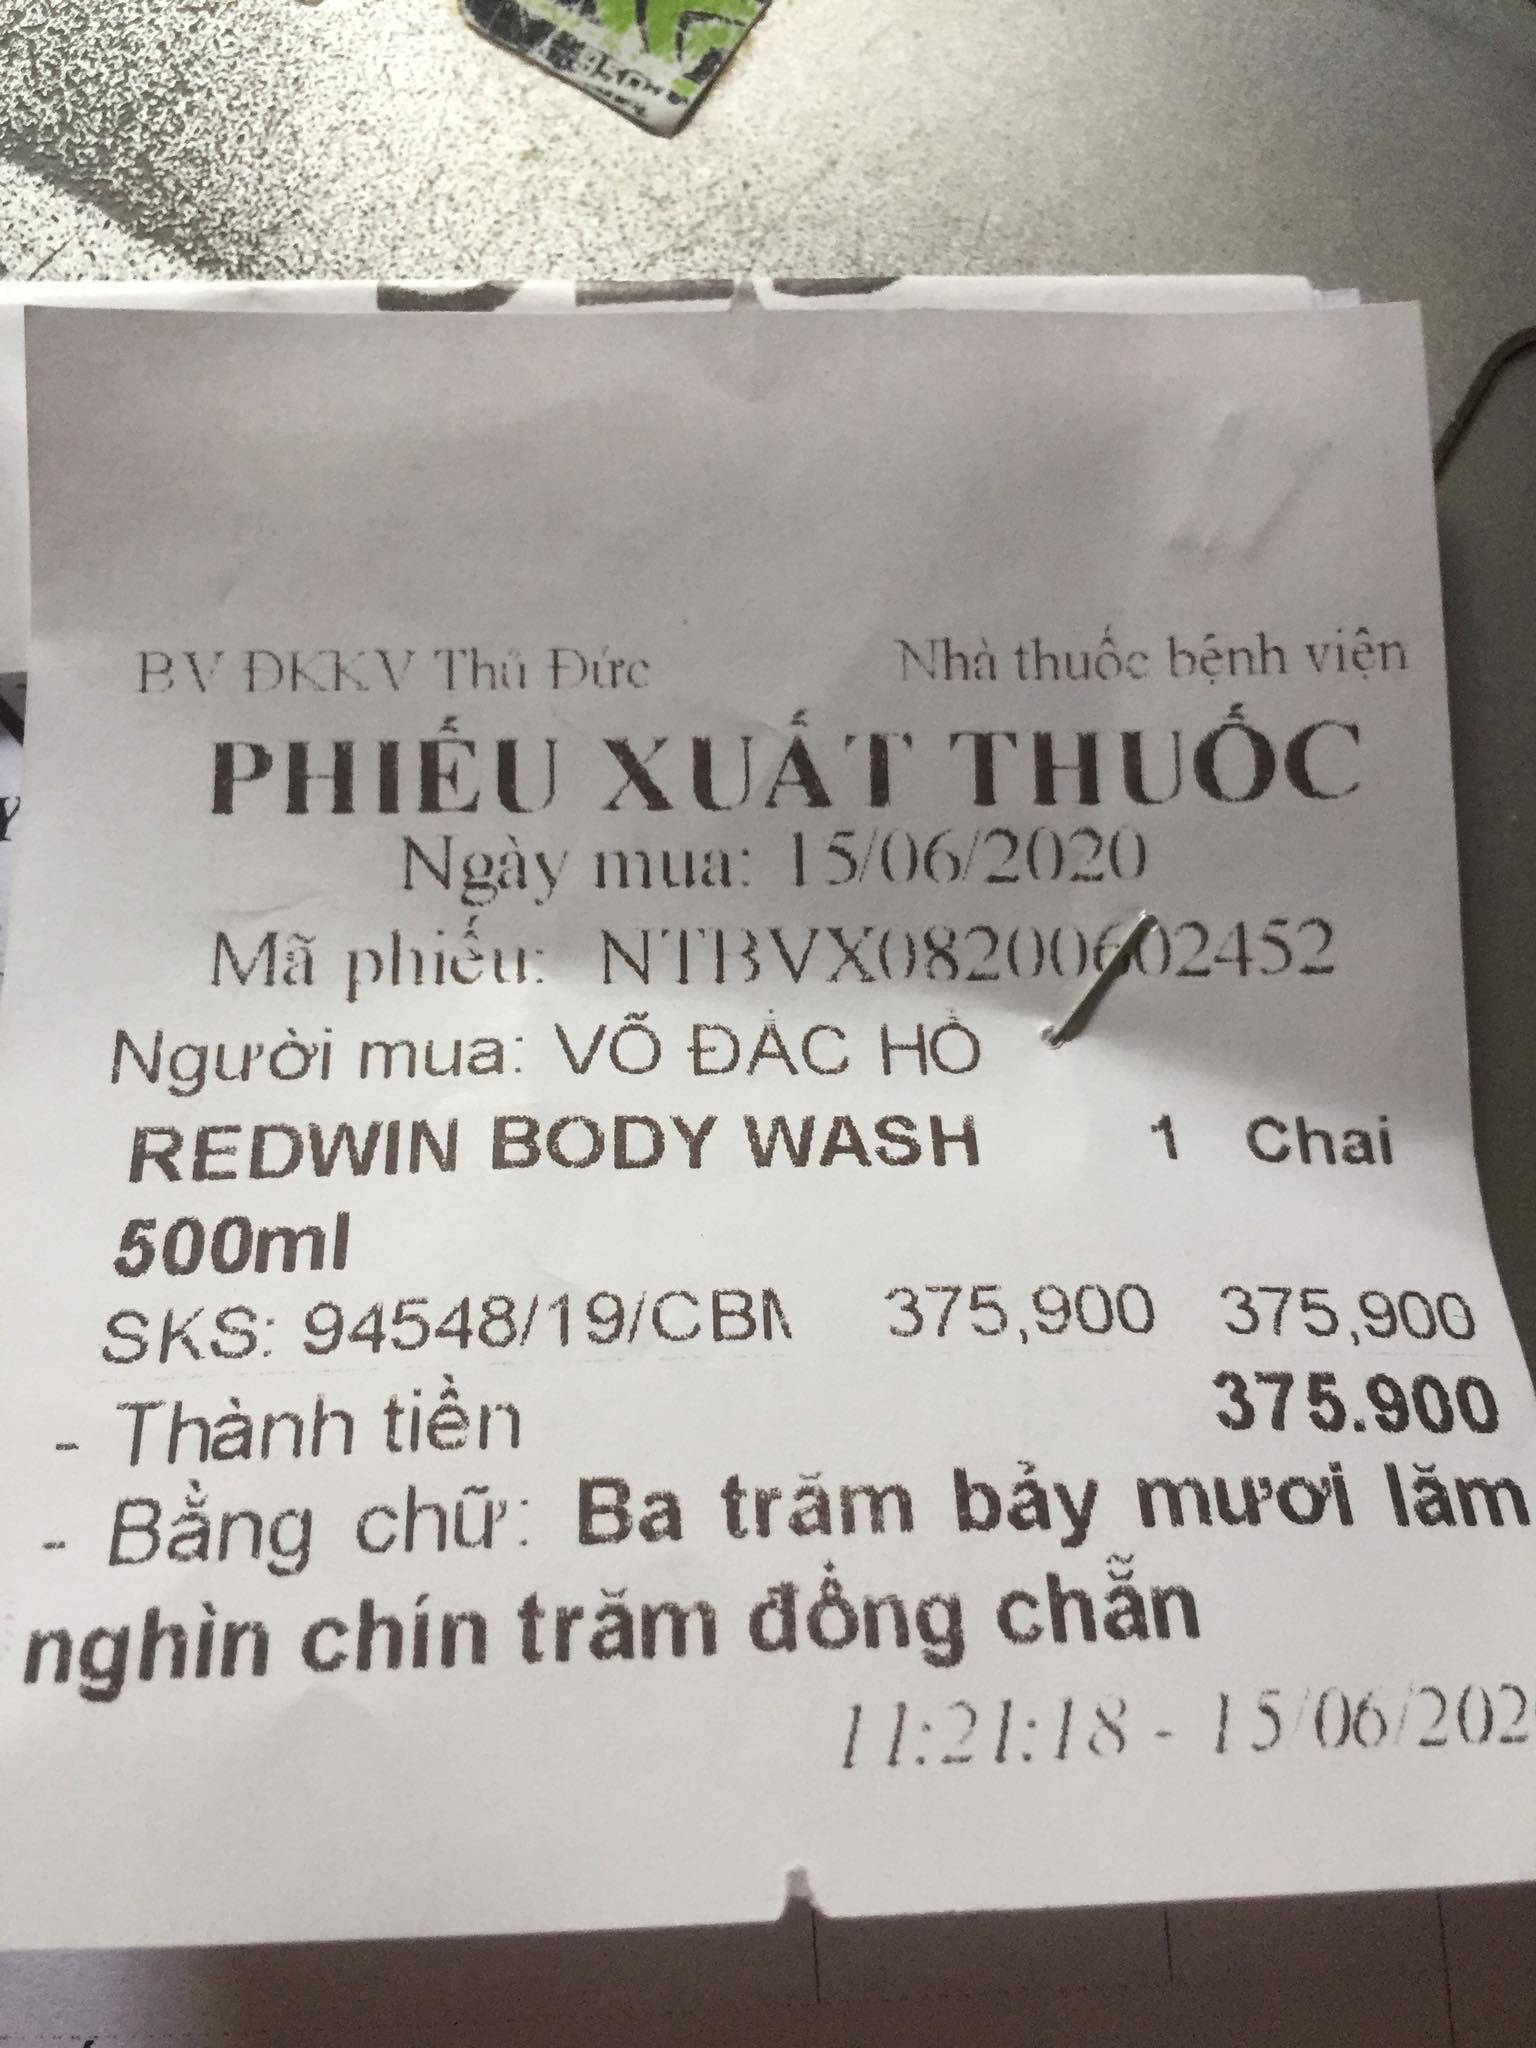 BV ĐKKV Thủ Đức Nhà thuốc bệnh viện
PHIẾU XUẤT THUỐC
Ngày mua: 15/06/2020
Mã phiếu: NTBVX08200602452
Người mua: VÕ ĐẮC HỒ
REDWIN BODY WASH 1 Chai
500ml
SKS: 94548/19/CBM 375,900 375,900
- Thành tiền 375.900
- Bằng chữ: Ba trăm bảy mươi lăm
nghìn chín trăm đồng chẵn
11:21:18 - 15/06/202